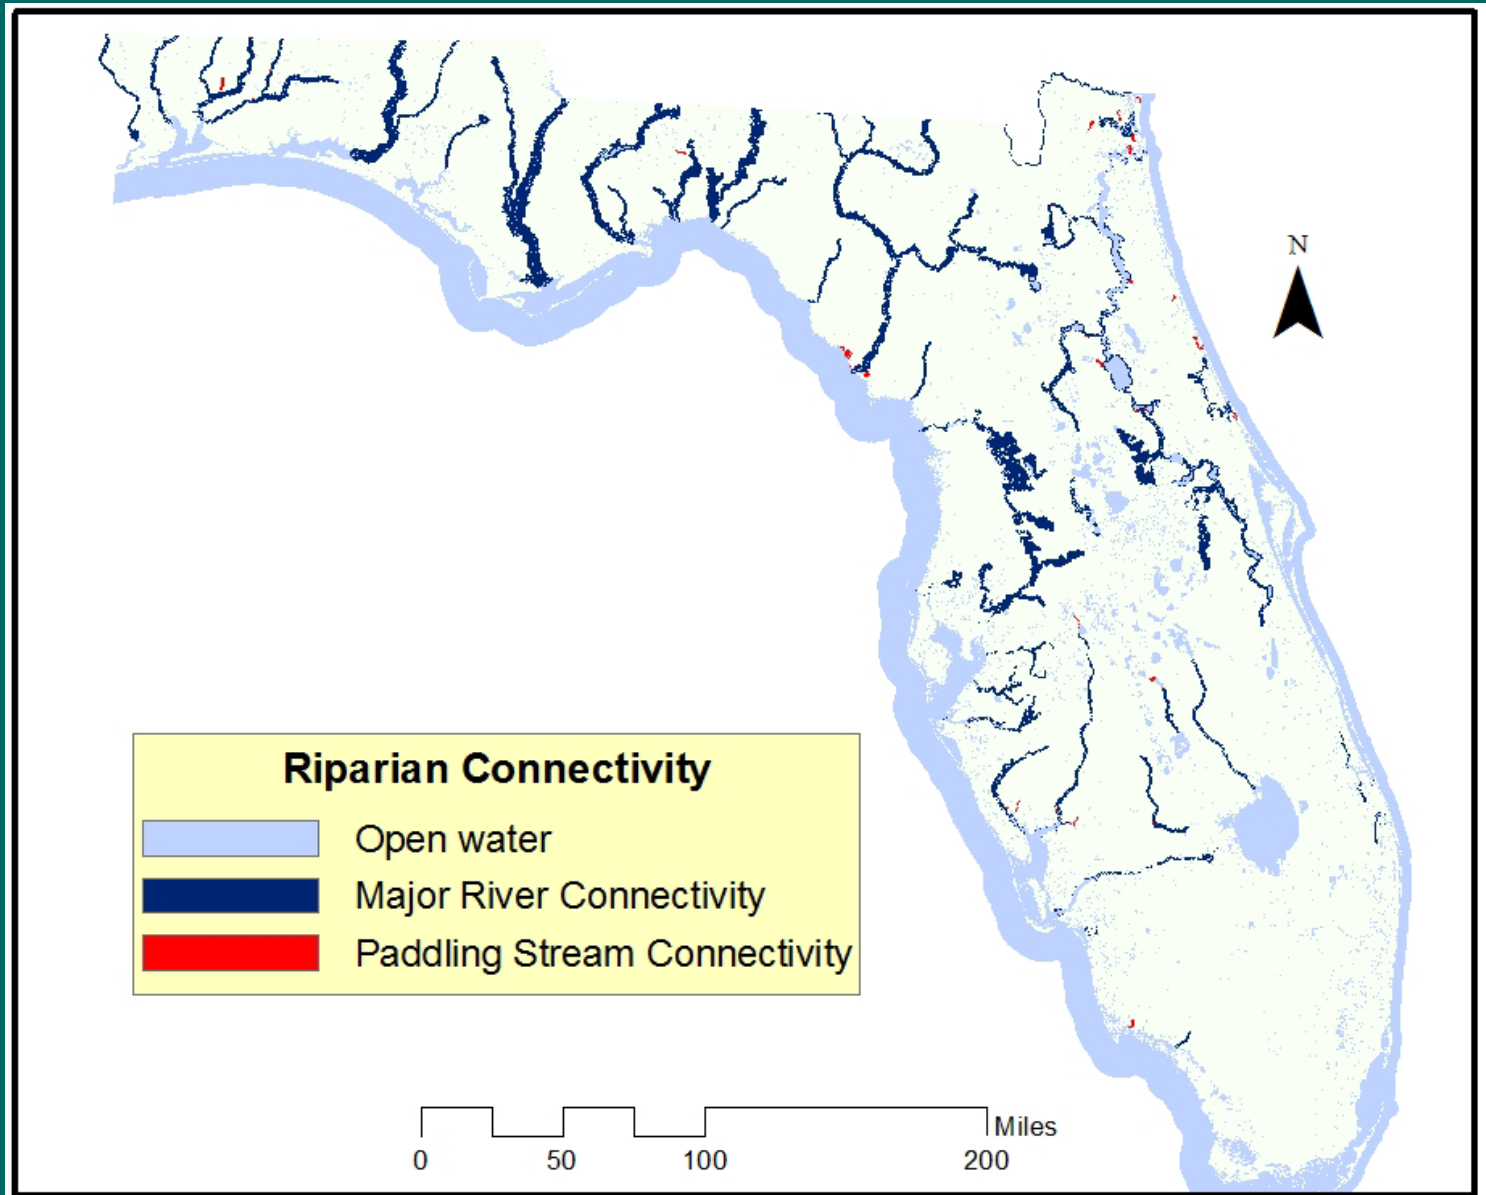 N
Riparian Connectivity
Open water
Major River Connectivity
Paddling Stream Connectivity
Miles
0 50 100 200